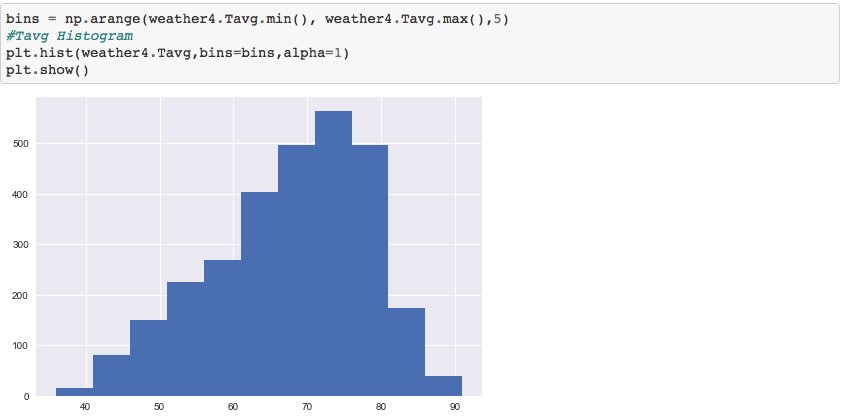 bins = np.arange(weather4.Tavg.min(), weather4.Tavg.max(),5)
#Tavg Histogram
plt.hist(weather4.Tavg,bins=bins,alpha=1)
plt.show()
500
400
300
200
100
0
40 50 60 70 80 90